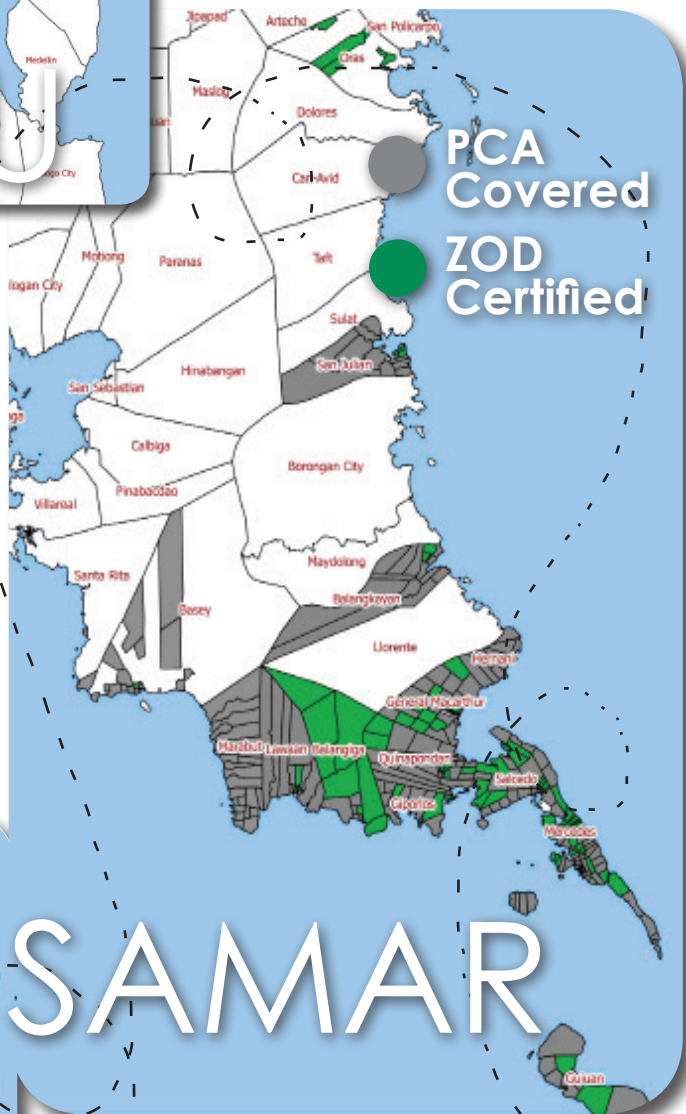 Jipapad
Arteche
San Policarpo
Medellin
Oras
Maslog
Dolores
PCA
Covered
U
Can-Avid
ZOD
Certified
Motiong
Paranas
Taft
Sulat
San Julian
San Sebastian
Hinabangan
Calbiga
Borongan City
Pinabacdao
Villareal
Maydolong
Santa Rita
Balangkayan
Basey
Llorente
Hernani
General Macarthur
Marabut
Lawaan
Balangiga
Quinapondan
Salcedo
Giporlos
Mercedes
SAMAR
Guiuan